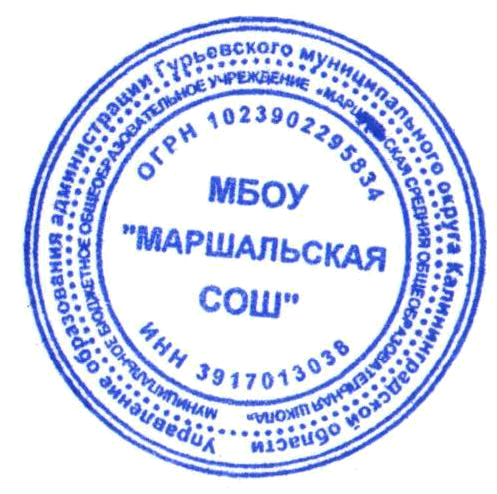 Управление образования администрации Гурьевского муниципального округа Калининградской области
МУНИЦИПАЛЬНОЕ БЮДЖЕТНОЕ ОБЩЕОБРАЗОВАТЕЛЬНОЕ УЧРЕЖДЕНИЕ «МАРШАЛЬСКАЯ СРЕДНЯЯ ОБЩЕОБРАЗОВАТЕЛЬНАЯ ШКОЛА»
ОГРН 1023902295834
МБОУ
"МАРШАЛЬСКАЯ
СОШ"
ИНН 3917013038